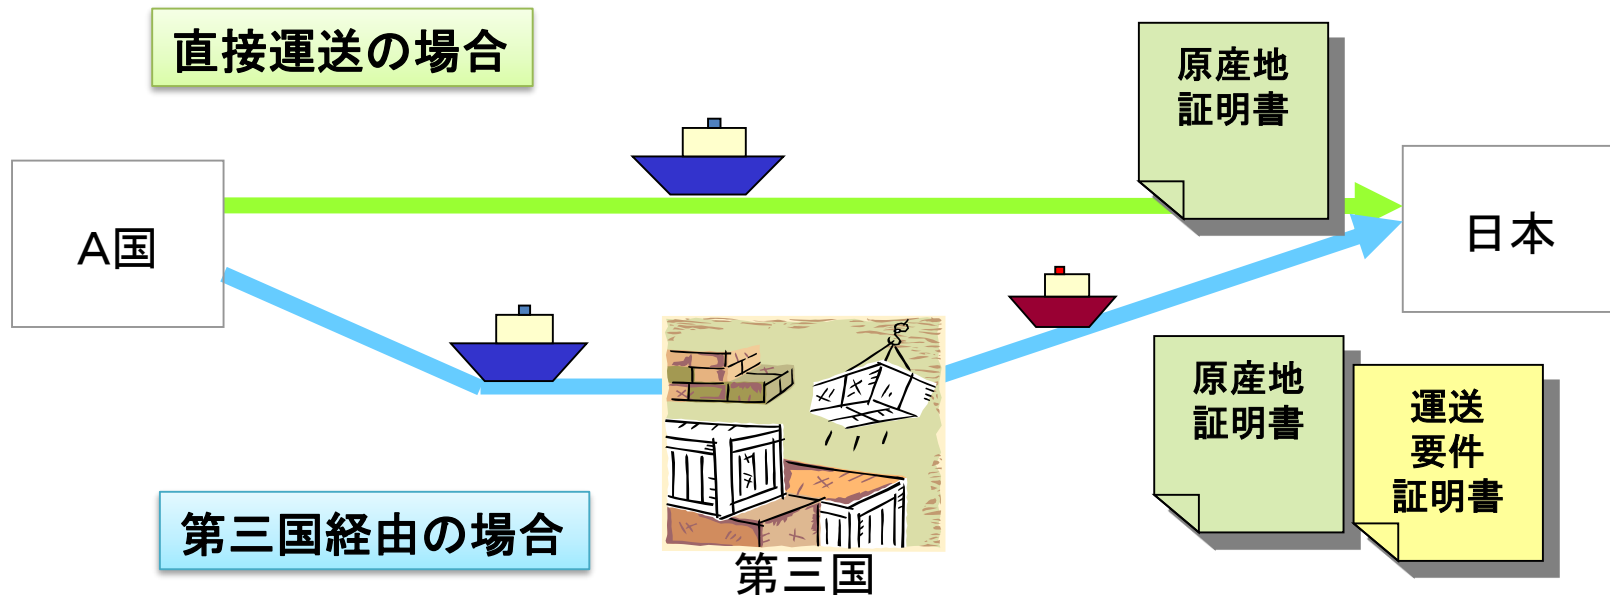 直接運送の場合
原産地
証明書
A国
日本
原産地
証明書
運送
要件
証明書
第三国経由の場合
第三国